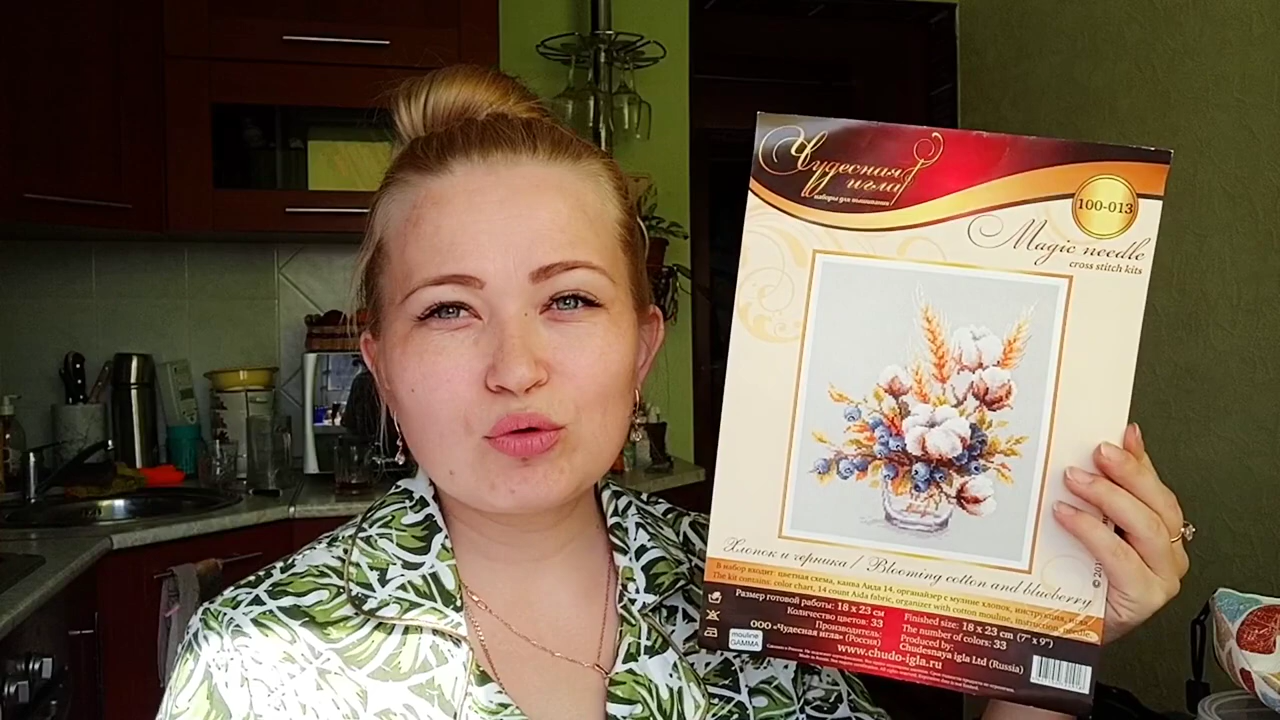 Чудесная
игла
наборы для вышивания
100-013
Magic needle
cross stitch kits
Хлопок и черника / Blooming cotton and blueberry
В набор входит: цветная схема, канва Аида 14, органайзер с мулине хлопок, инструкция, игла.
The kit contains: color chart, 14 count Aida fabric, organizer with cotton mouline, instruction, needle.
Размер готовой работы: 18 х 23 см
Количество цветов: 33
Производитель:
ООО «Чудесная игла» (Россия)
Finished size: 18 x 23 cm (7" x 9")
The number of colors: 33
Produced by:
Chudesnaya igla Ltd (Russia)
www.chudo-igla.ru
mouline
GAMMA